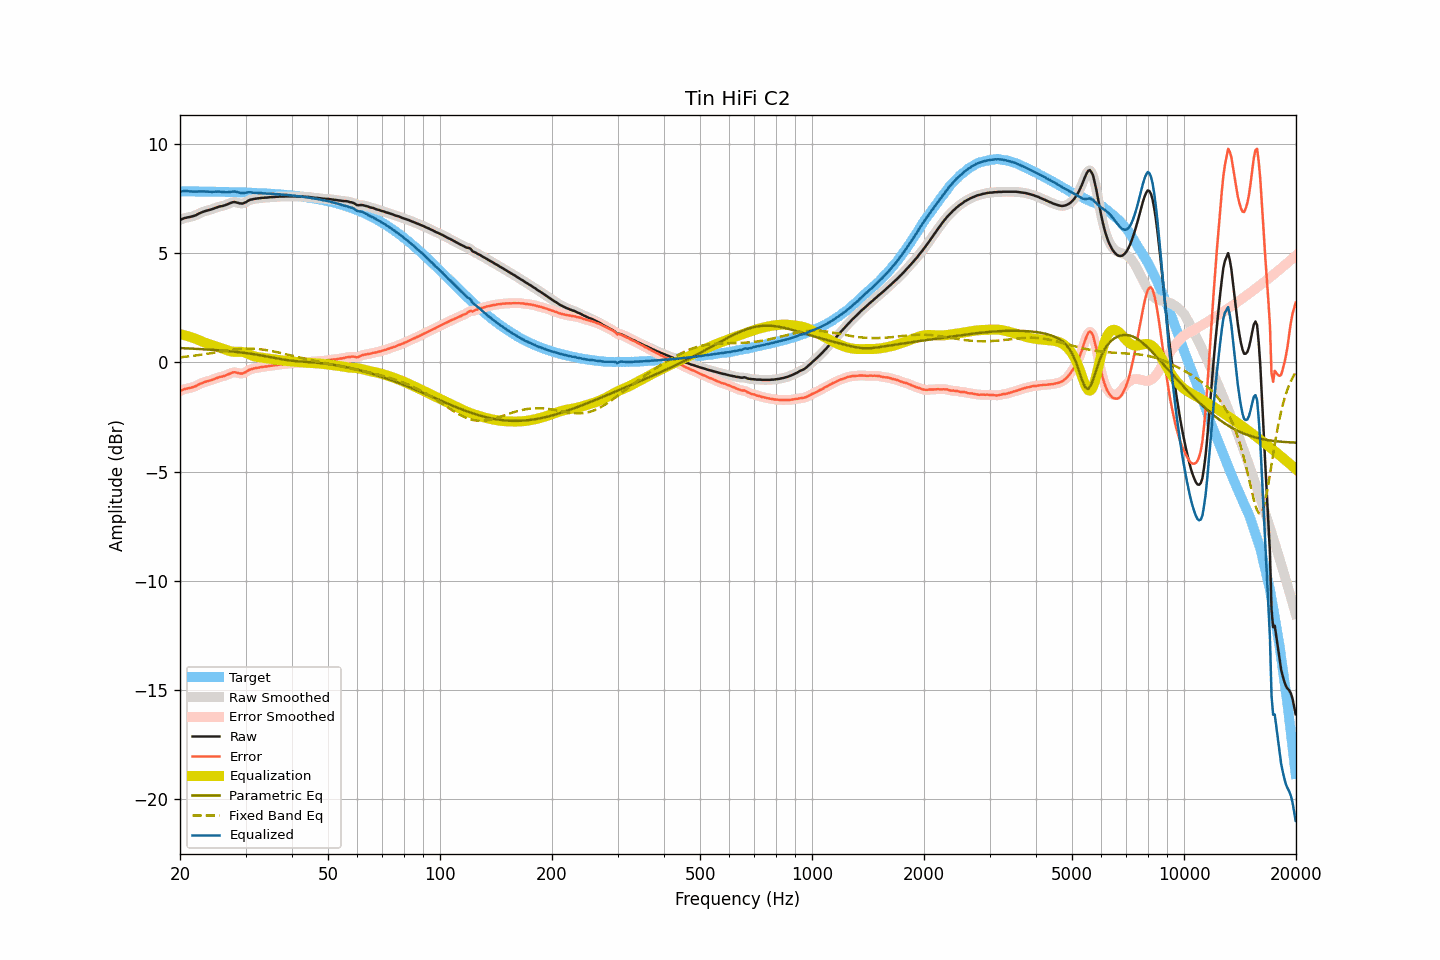 Tin HiFi C2
Amplitude (dBr)
10
5
0
−5
−10
−15
−20
Target
Raw Smoothed
Error Smoothed
Raw
Error
Equalization
Parametric Eq
Fixed Band Eq
Equalized
20 50 100 200 500 1000 2000 5000 10000 20000
Frequency (Hz)